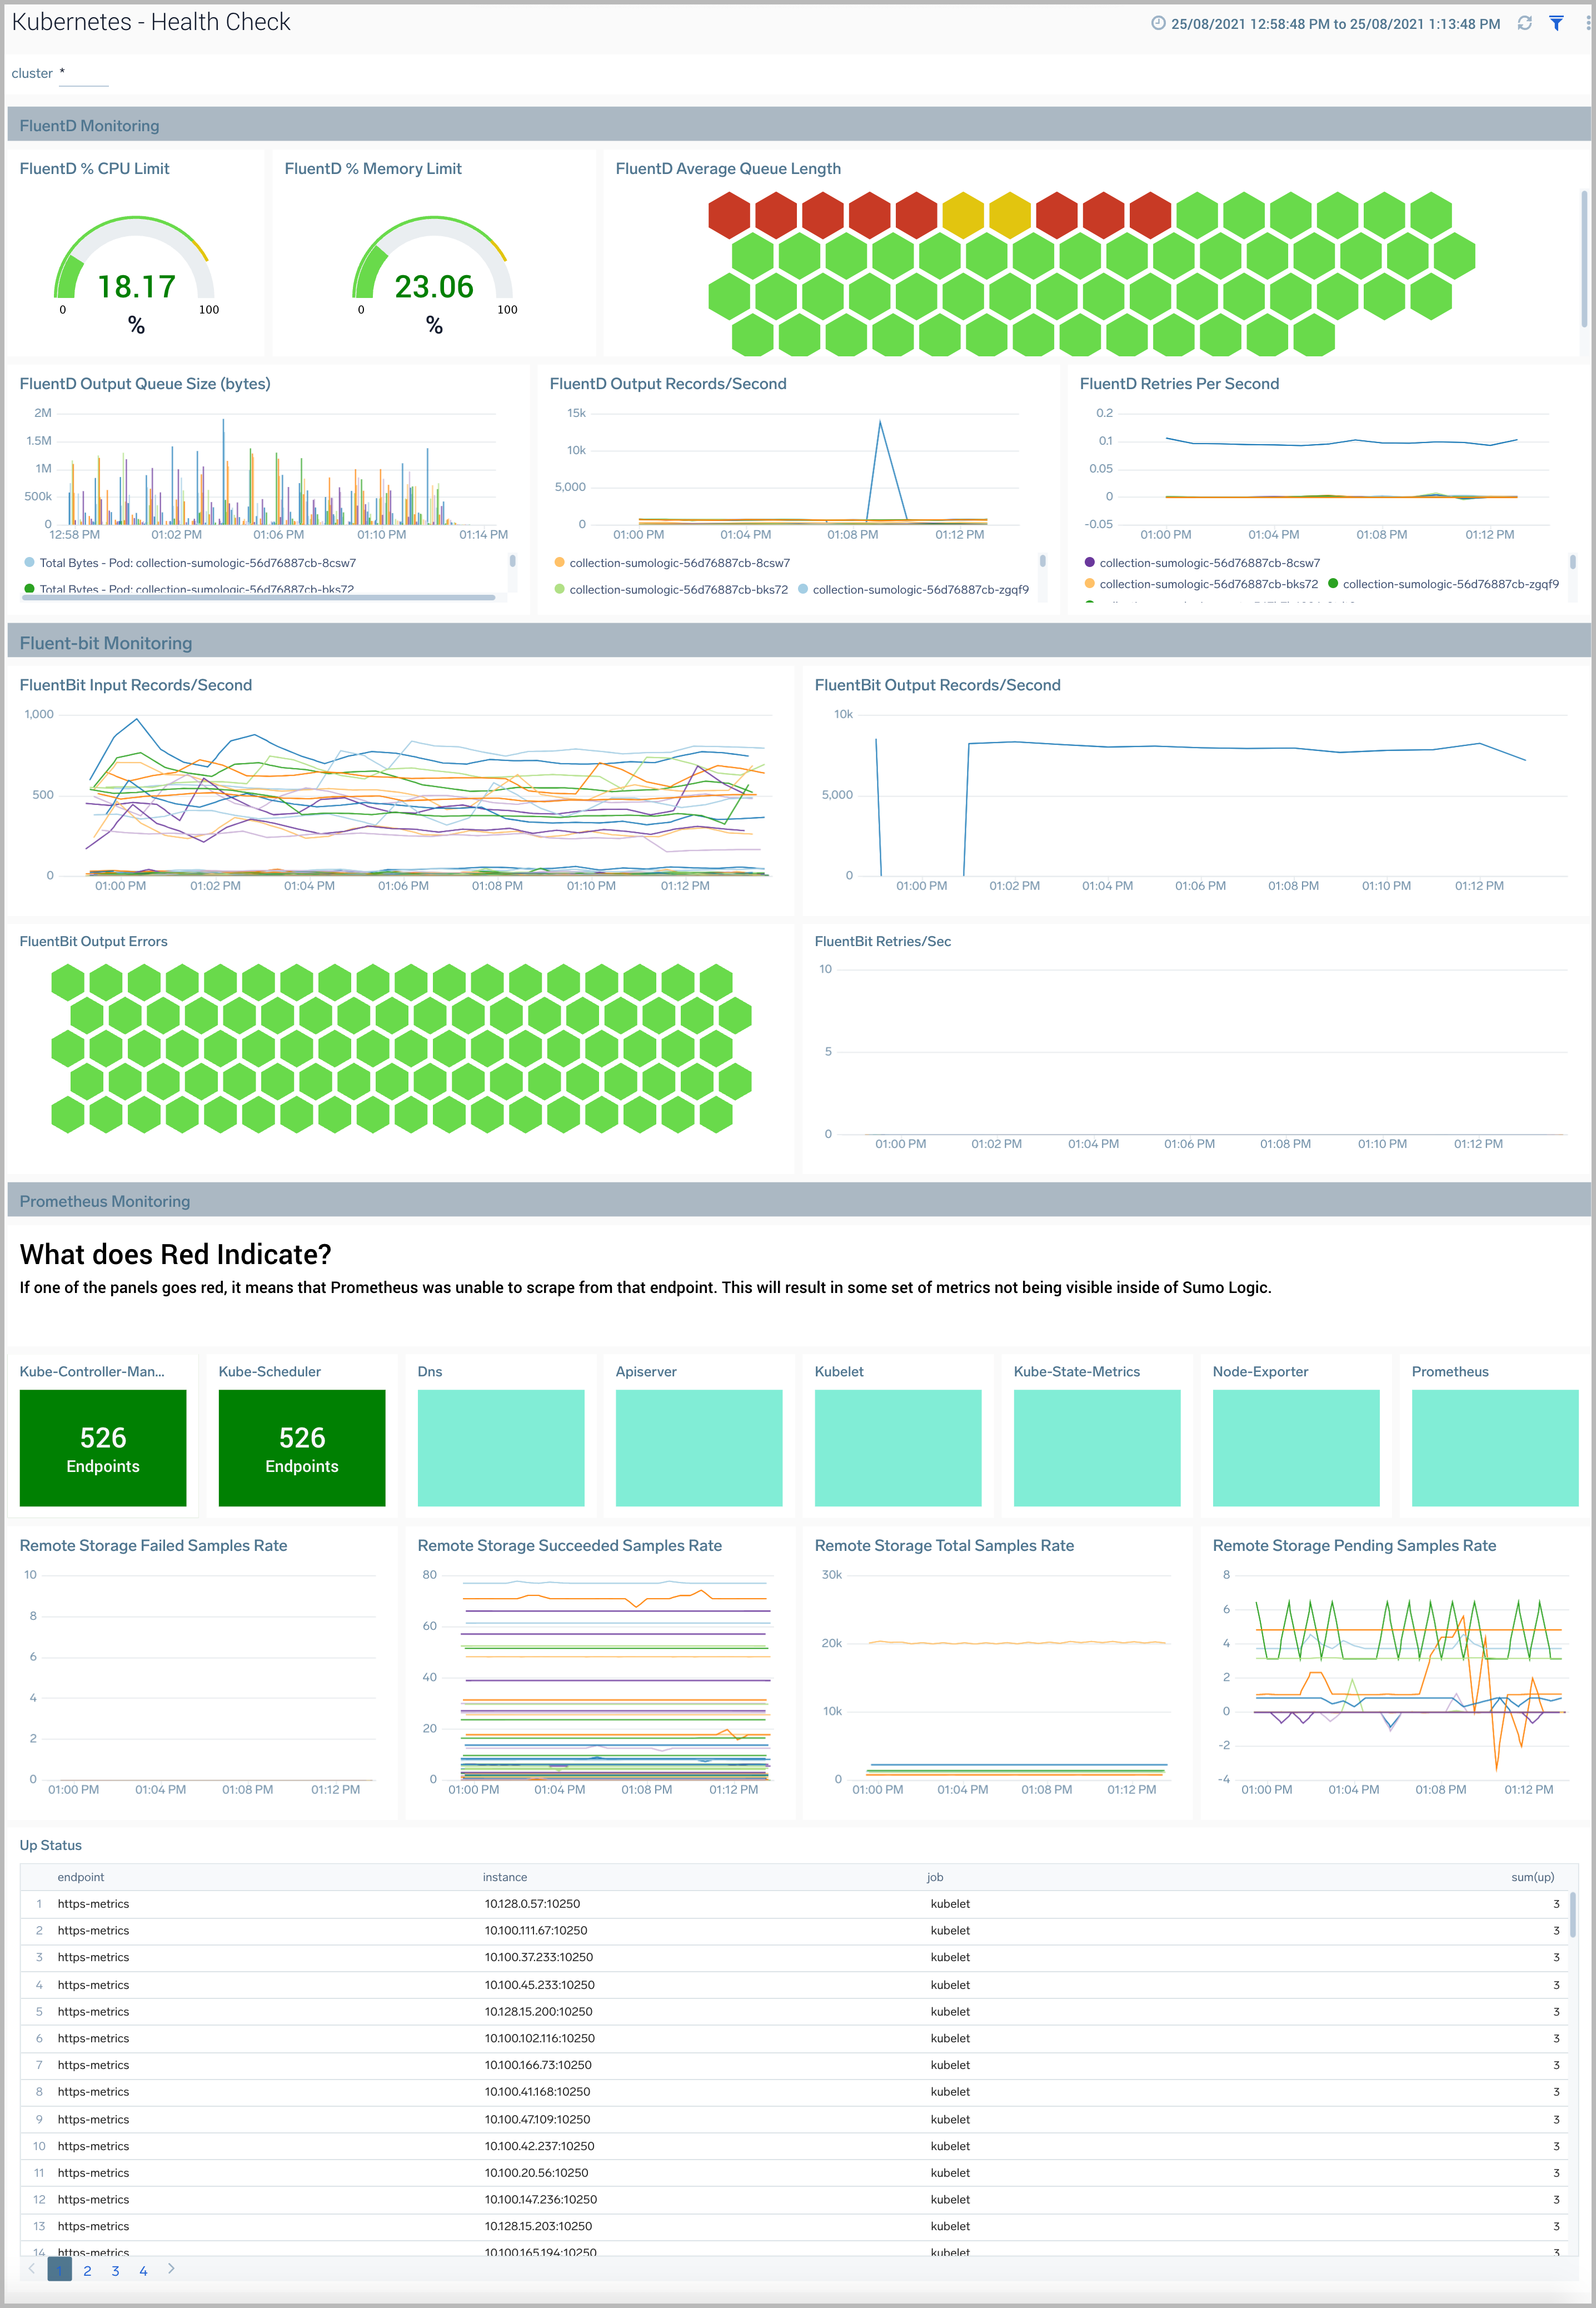 Kubernetes - Health Check
25/08/2021 12:58:48 PM to 25/08/2021 1:13:48 PM
cluster *
FluentD Monitoring
FluentD % CPU Limit
FluentD % Memory Limit
FluentD Average Queue Length
18.17
0
100
%
23.06
0
100
%
FluentD Output Queue Size (bytes)
2M
1.5M
1M
500k
0
12:58 PM 01:02 PM 01:06 PM 01:10 PM 01:14 PM
Total Bytes - Pod: collection-sumologic-56d76887cb-8csw7
Total Bytes - Pod: collection-sumologic-56d76887cb-bks72
FluentD Output Records/Second
15k
10k
5,000
0
01:00 PM 01:04 PM 01:08 PM 01:12 PM
collection-sumologic-56d76887cb-8csw7
collection-sumologic-56d76887cb-bks72 collection-sumologic-56d76887cb-zgqf9
FluentD Retries Per Second
0.2
0.1
0.05
0
-0.05
01:00 PM 01:04 PM 01:08 PM 01:12 PM
collection-sumologic-56d76887cb-8csw7
collection-sumologic-56d76887cb-bks72 collection-sumologic-56d76887cb-zgqf9
Fluent-bit Monitoring
FluentBit Input Records/Second
1,000
500
0
01:00 PM 01:02 PM 01:04 PM 01:06 PM 01:08 PM 01:10 PM 01:12 PM
FluentBit Output Records/Second
10k
5,000
0
01:00 PM 01:02 PM 01:04 PM 01:06 PM 01:08 PM 01:10 PM 01:12 PM
FluentBit Output Errors
FluentBit Retries/Sec
10
5
0
01:00 PM 01:02 PM 01:04 PM 01:06 PM 01:08 PM 01:10 PM 01:12 PM
Prometheus Monitoring
What does Red Indicate?
If one of the panels goes red, it means that Prometheus was unable to scrape from that endpoint. This will result in some set of metrics not being visible inside of Sumo Logic.
Kube-Controller-Man...
526
Endpoints
Kube-Scheduler
526
Endpoints
Dns
Apiserver
Kubelet
Kube-State-Metrics
Node-Exporter
Prometheus
Remote Storage Failed Samples Rate
10
8
6
4
2
0
01:00 PM 01:04 PM 01:08 PM 01:12 PM
Remote Storage Succeeded Samples Rate
80
60
40
20
0
01:00 PM 01:04 PM 01:08 PM 01:12 PM
Remote Storage Total Samples Rate
30k
20k
10k
0
01:00 PM 01:04 PM 01:08 PM 01:12 PM
Remote Storage Pending Samples Rate
8
6
4
2
0
-2
-4
01:00 PM 01:04 PM 01:08 PM 01:12 PM
Up Status
endpoint instance job sum(up)
1 https-metrics 10.128.0.57:10250 kubelet 3
2 https-metrics 10.100.111.67:10250 kubelet 3
3 https-metrics 10.100.37.233:10250 kubelet 3
4 https-metrics 10.100.45.233:10250 kubelet 3
5 https-metrics 10.128.15.200:10250 kubelet 3
6 https-metrics 10.100.102.116:10250 kubelet 3
7 https-metrics 10.100.166.73:10250 kubelet 3
8 https-metrics 10.100.41.168:10250 kubelet 3
9 https-metrics 10.100.47.109:10250 kubelet 3
10 https-metrics 10.100.42.237:10250 kubelet 3
11 https-metrics 10.100.20.56:10250 kubelet 3
12 https-metrics 10.100.147.236:10250 kubelet 3
13 https-metrics 10.128.15.203:10250 kubelet 3
14 https-metrics 10.100.165.194:10250 kubelet 3
1 2 3 4